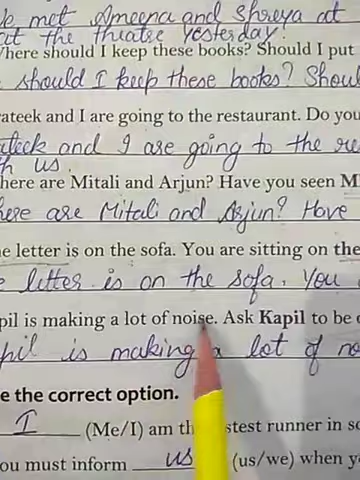 met Ameena and Shreya at
at the theatre yesterday!
here should I keep these books? Should I put
should I keep these books? Shoul
ateek and I are going to the restaurant. Do you
ateek and I are going to the re
us.
here are Mitali and Arjun? Have you seen M
here are Mitali and Arjun? Have
e letter is on the sofa. You are sitting on the
e letter is on the sofa. You
pil is making a lot of noise. Ask Kapil to be
pil is making a lot of no
e the correct option.
I (Me/I) am th stest runner in sc
ou must inform us (us/we) when y